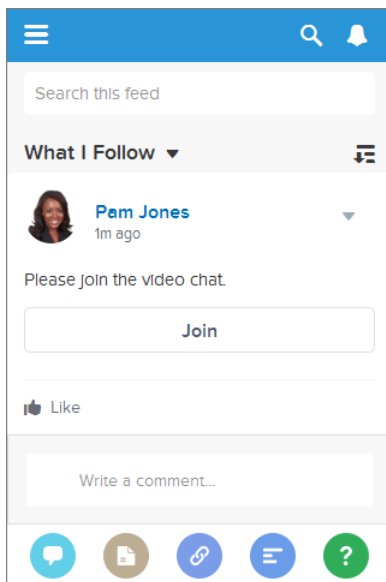 Search this feed
What I Follow
Pam Jones
1m ago
Please join the video chat.
Join
Like
Write a comment...
?